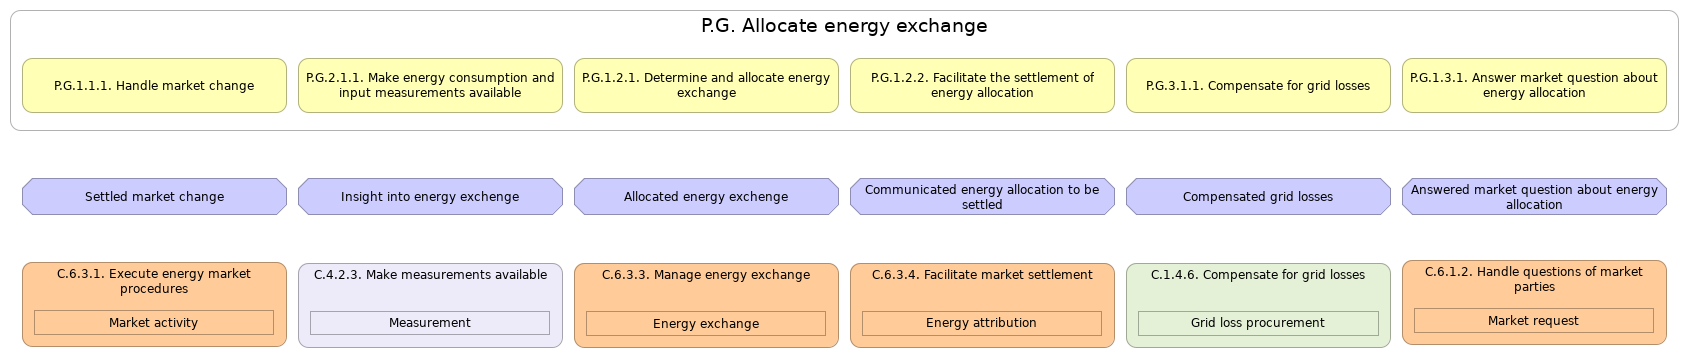 P.G. Allocate energy exchange
P.G.1.1.1. Handle market change
P.G.2.1.1. Make energy consumption and
input measurements available
P.G.1.2.1. Determine and allocate energy
exchange
P.G.1.2.2. Facilitate the settlement of
energy allocation
P.G.3.1.1. Compensate for grid losses
P.G.1.3.1. Answer market question about
energy allocation
Settled market change
Insight into energy exchenge
Allocated energy exchenge
Communicated energy allocation to be
settled
Compensated grid losses
Answered market question about energy
allocation
C.6.3.1. Execute energy market
procedures
Market activity
C.4.2.3. Make measurements available
Measurement
C.6.3.3. Manage energy exchange
Energy exchange
C.6.3.4. Facilitate market settlement
Energy attribution
C.1.4.6. Compensate for grid losses
Grid loss procurement
C.6.1.2. Handle questions of market
parties
Market request